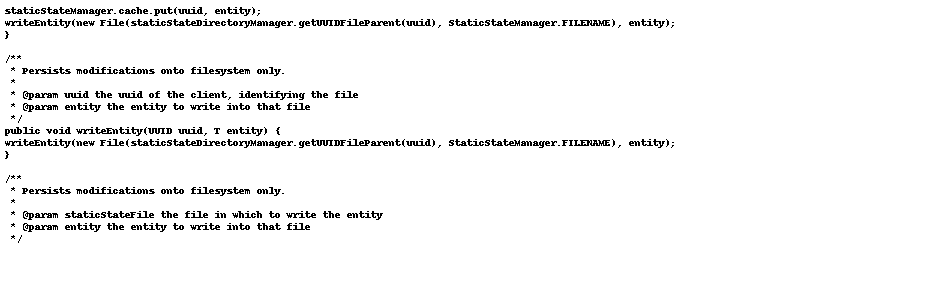 staticStateManager.cache.put(uuid, entity);
writeEntity(new File(staticStateDirectoryManager.getUUIDFileParent(uuid), StaticStateManager.FILENAME), entity);
}

/**
 * Persists modifications onto filesystem only.
 *
 * @param uuid the uuid of the client, identifying the file
 * @param entity the entity to write into that file
 */
public void writeEntity(UUID uuid, T entity) {
writeEntity(new File(staticStateDirectoryManager.getUUIDFileParent(uuid), StaticStateManager.FILENAME), entity);
}

/**
 * Persists modifications onto filesystem only.
 *
 * @param staticStateFile the file in which to write the entity
 * @param entity the entity to write into that file
 */